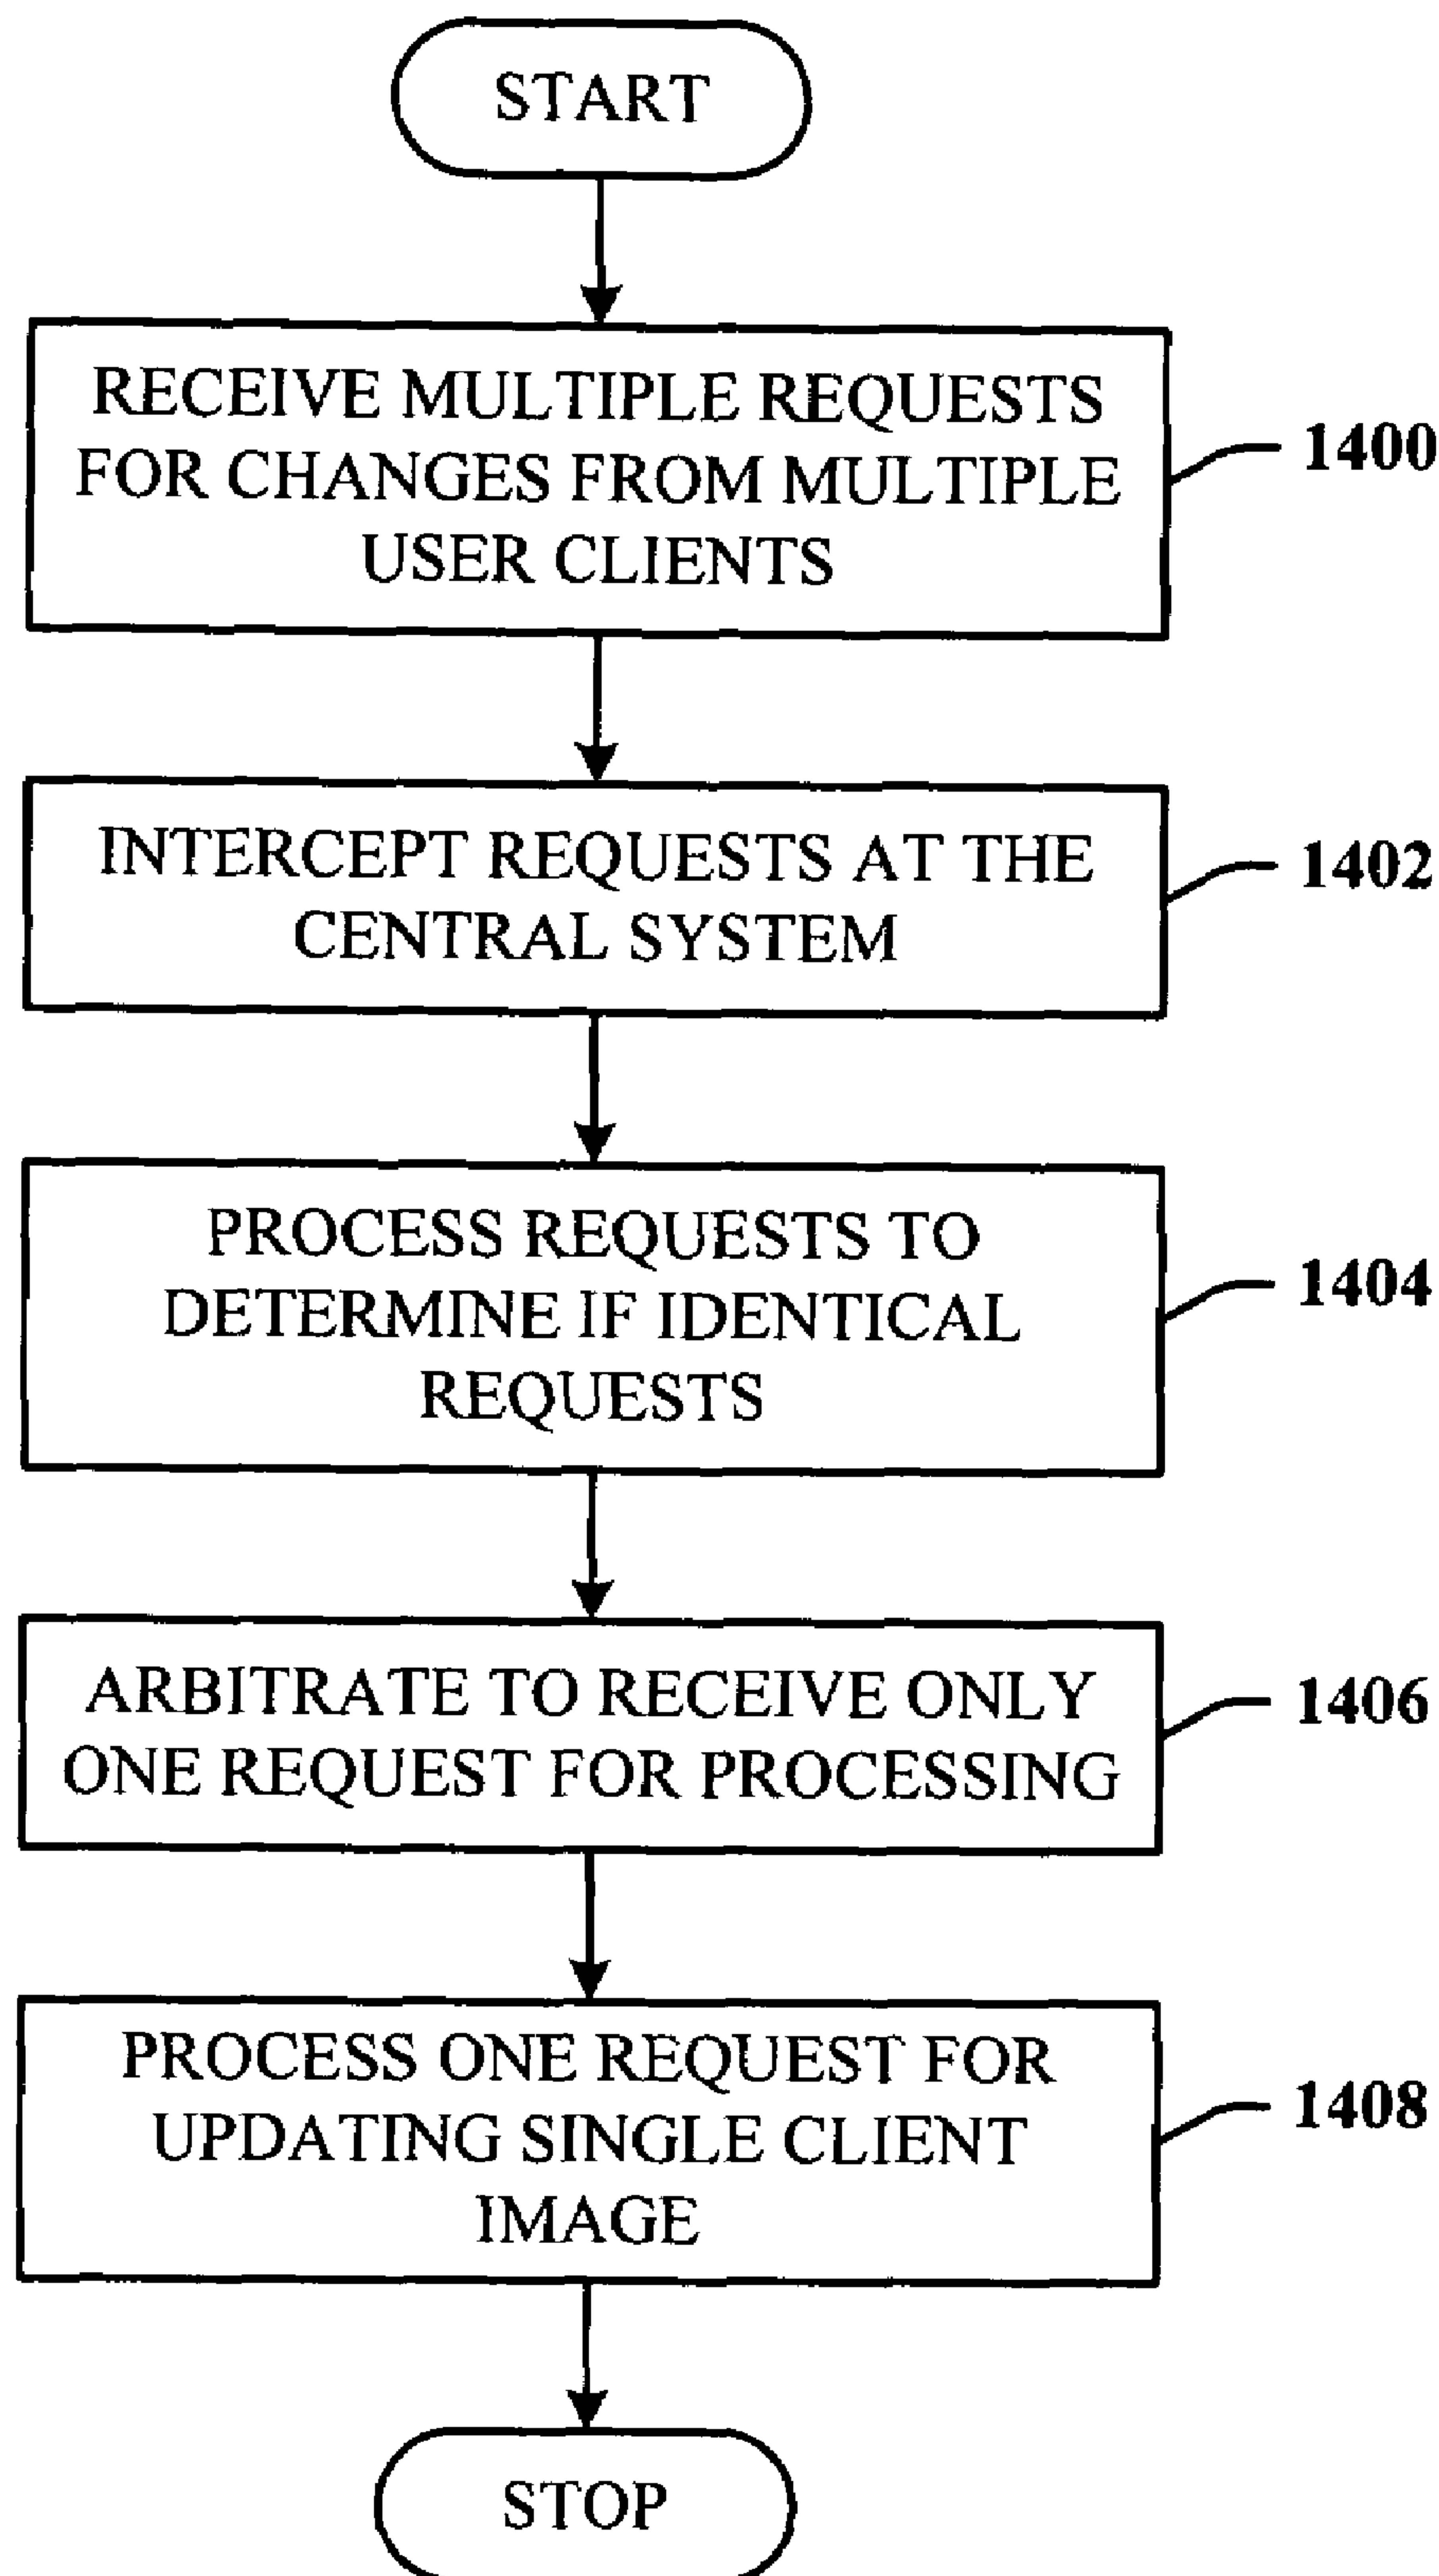 START
RECEIVE MULTIPLE REQUESTS
FOR CHANGES FROM MULTIPLE
USER CLIENTS
1400
INTERCEPT REQUESTS AT THE
CENTRAL SYSTEM
1402
PROCESS REQUESTS TO
DETERMINE IF IDENTICAL
REQUESTS
1404
ARBITRATE TO RECEIVE ONLY
ONE REQUEST FOR PROCESSING
1406
PROCESS ONE REQUEST FOR
UPDATING SINGLE CLIENT
IMAGE
1408
STOP